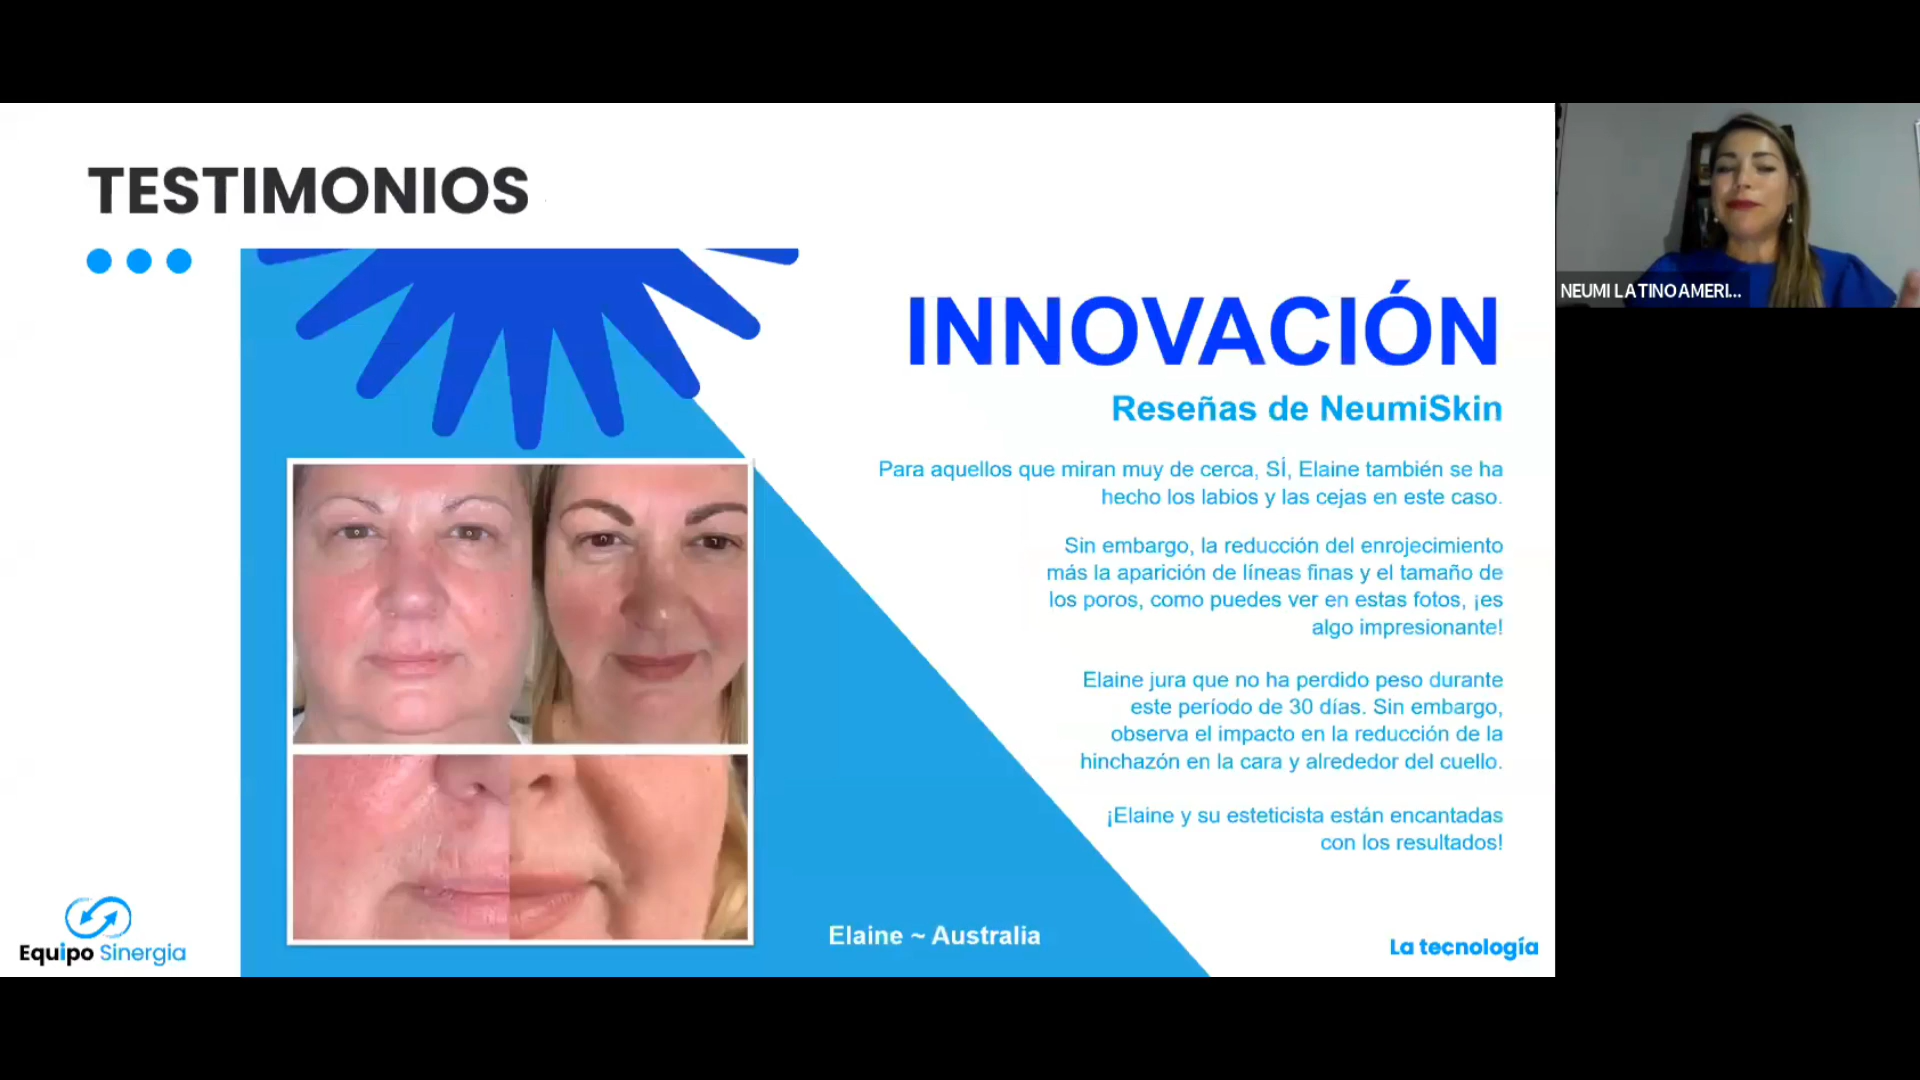 TESTIMONIOS
INNOVACIÓN
Reseñas de NeumiSkin
Para aquellos que miran muy de cerca, SÍ, Elaine también se ha
hecho los labios y las cejas en este caso.
Sin embargo, la reducción del enrojecimiento
más la aparición de líneas finas y el tamaño de
los poros, como puedes ver en estas fotos, ¡es
algo impresionante!
Elaine jura que no ha perdido peso durante
este período de 30 días. Sin embargo,
observa el impacto en la reducción de la
hinchazón en la cara y alrededor del cuello.
¡Elaine y su esteticista están encantadas
con los resultados!
Elaine ~ Australia
La tecnología
Equipo Sinergia
NEUMI LATINOAMERI...